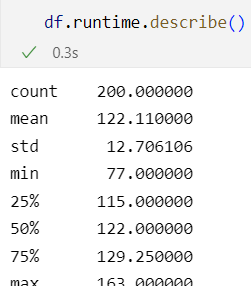 df.runtime.describe()
0.3s
count 200.000000
mean 122.110000
std 12.706106
min 77.000000
25% 115.000000
50% 122.000000
75% 129.250000
max 163.000000